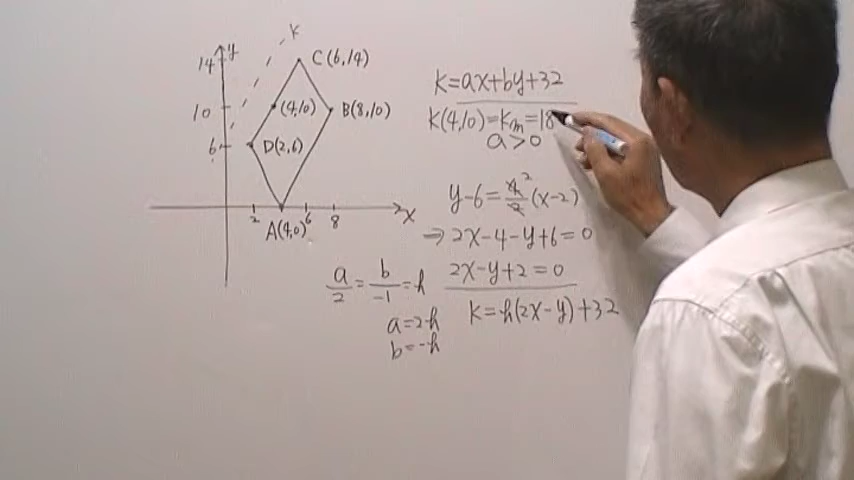 y
14
10
6
2
6
8
x
K
C(6,14)
(4,10)
B(8,10)
D(2,6)
A(4,0)
K=ax+by+32
K(4,10)=Km=18
a>0
y-6=4/2 2 (x-2)
⇒2x-4-y+6=0
2x-y+2=0
a/2=b/-1=h
K=h(2x-y)+32
a=2h
b=-h